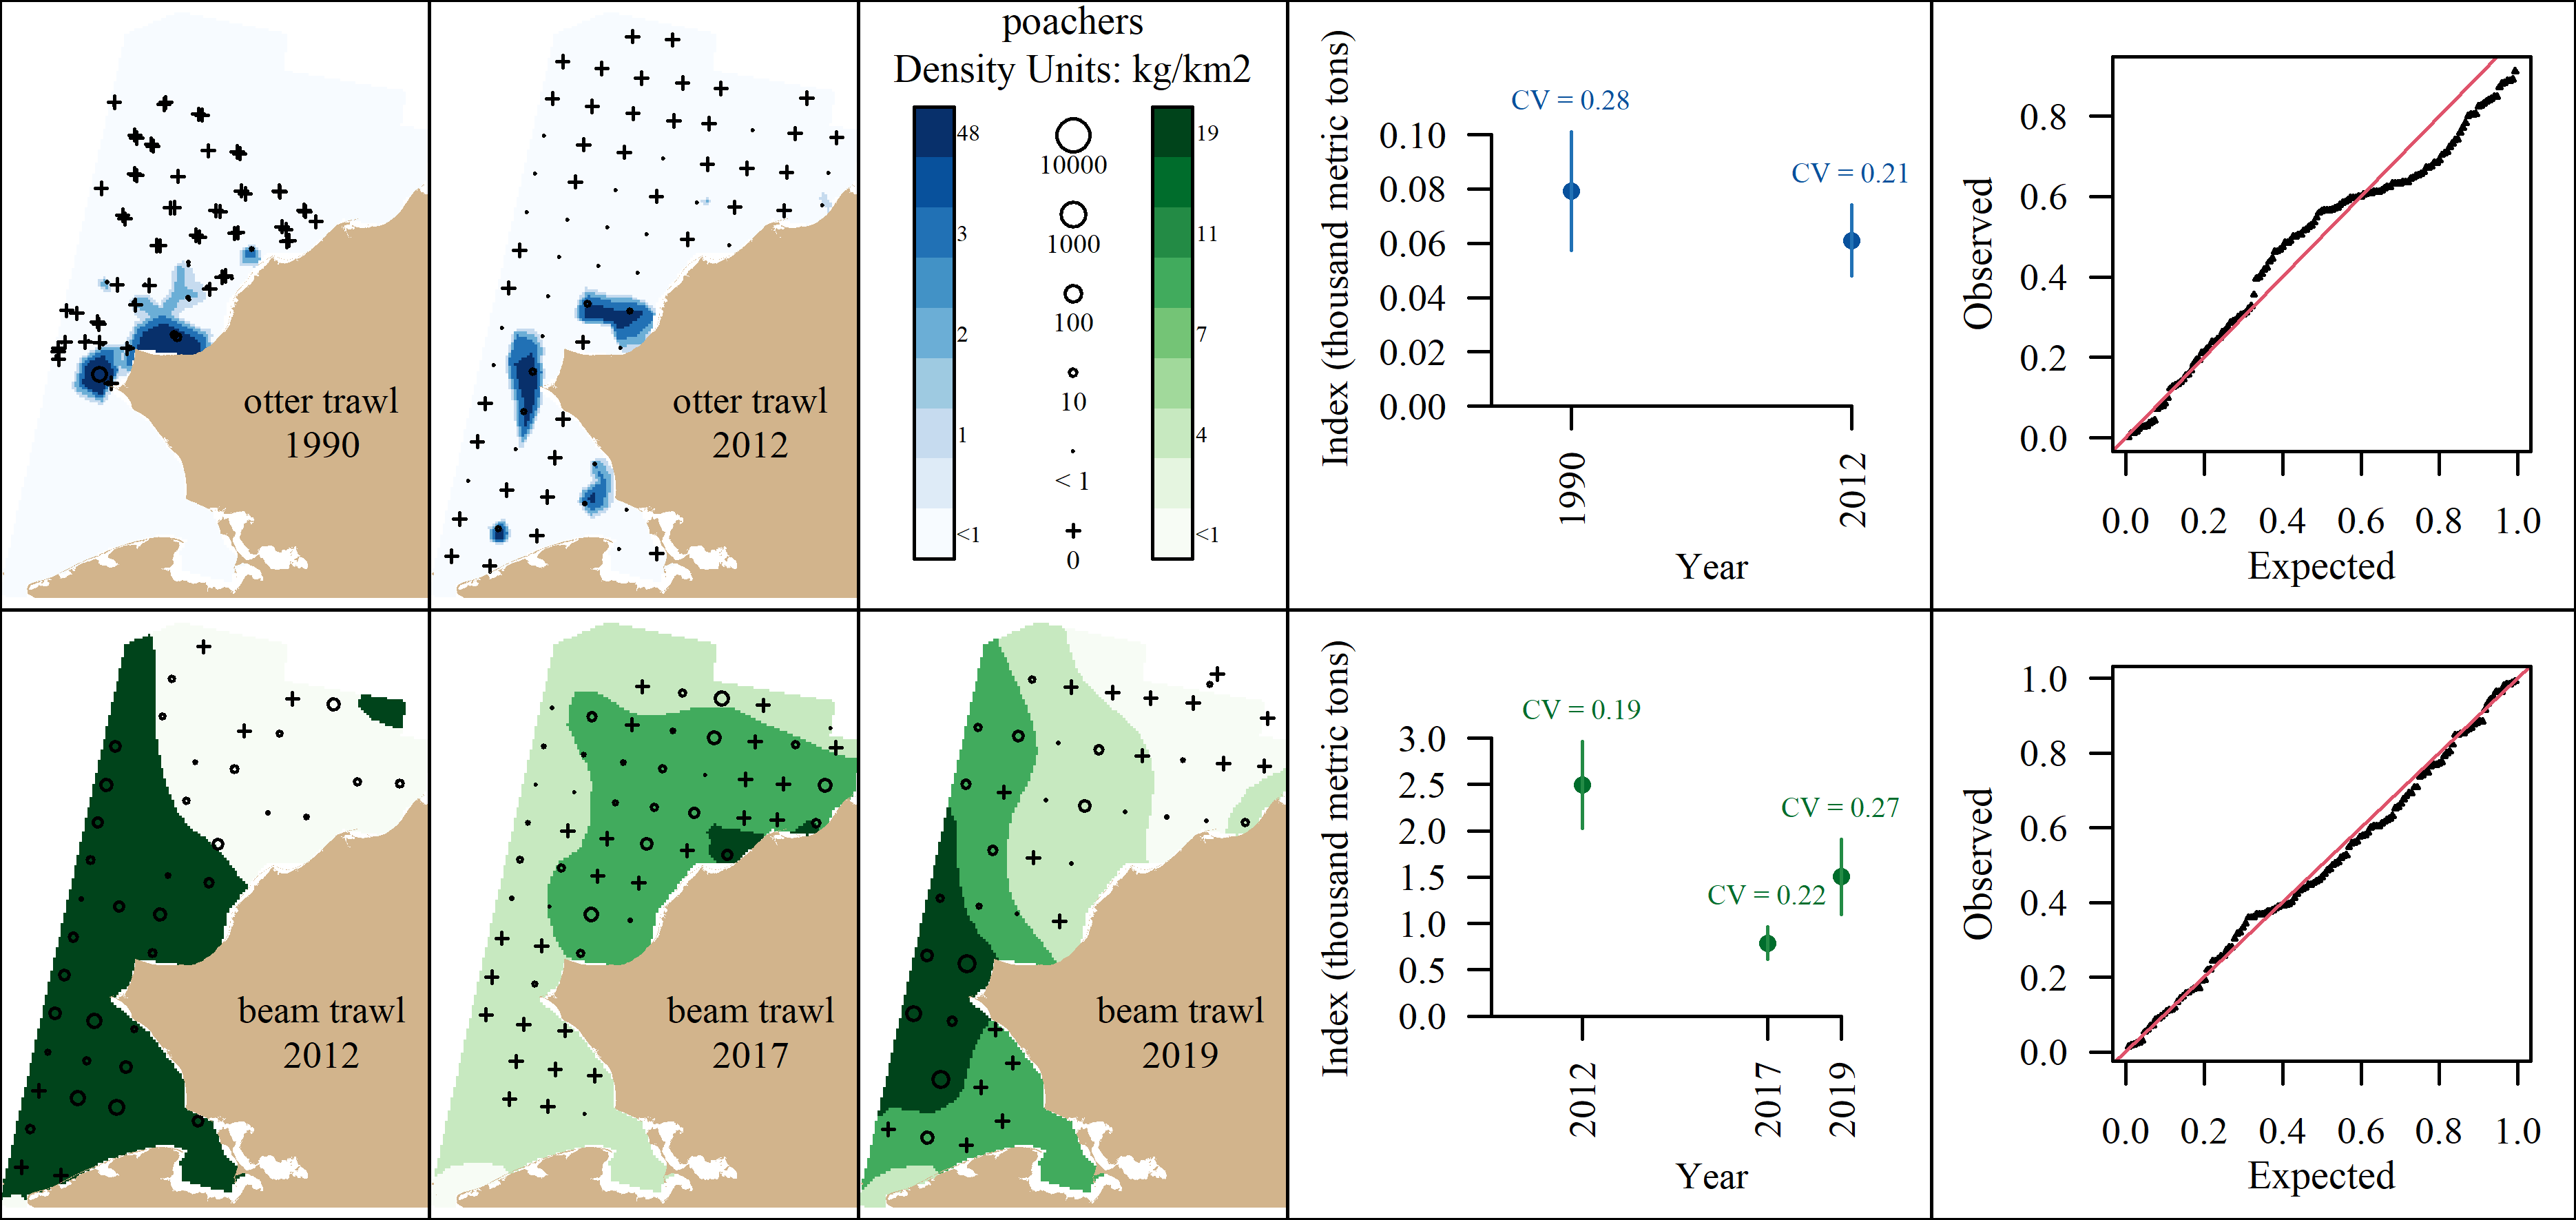 otter trawl
1990
otter trawl
2012
poachers
Density Units: kg/km2
48
3
2
1
<1
10000
1000
100
10
< 1
0
19
11
7
4
<1
Index (thousand metric tons)
0.10
0.08
0.06
0.04
0.02
0.00
CV = 0.28
CV = 0.21
1990
2012
Year
Observed
0.8
0.6
0.4
0.2
0.0
0.0 0.2 0.4 0.6 0.8 1.0
Expected
beam trawl
2012
beam trawl
2017
beam trawl
2019
Index (thousand metric tons)
3.0
2.5
2.0
1.5
1.0
0.5
0.0
CV = 0.19
CV = 0.27
CV = 0.22
2012
2017
2019
Year
Observed
1.0
0.8
0.6
0.4
0.2
0.0
0.0 0.2 0.4 0.6 0.8 1.0
Expected